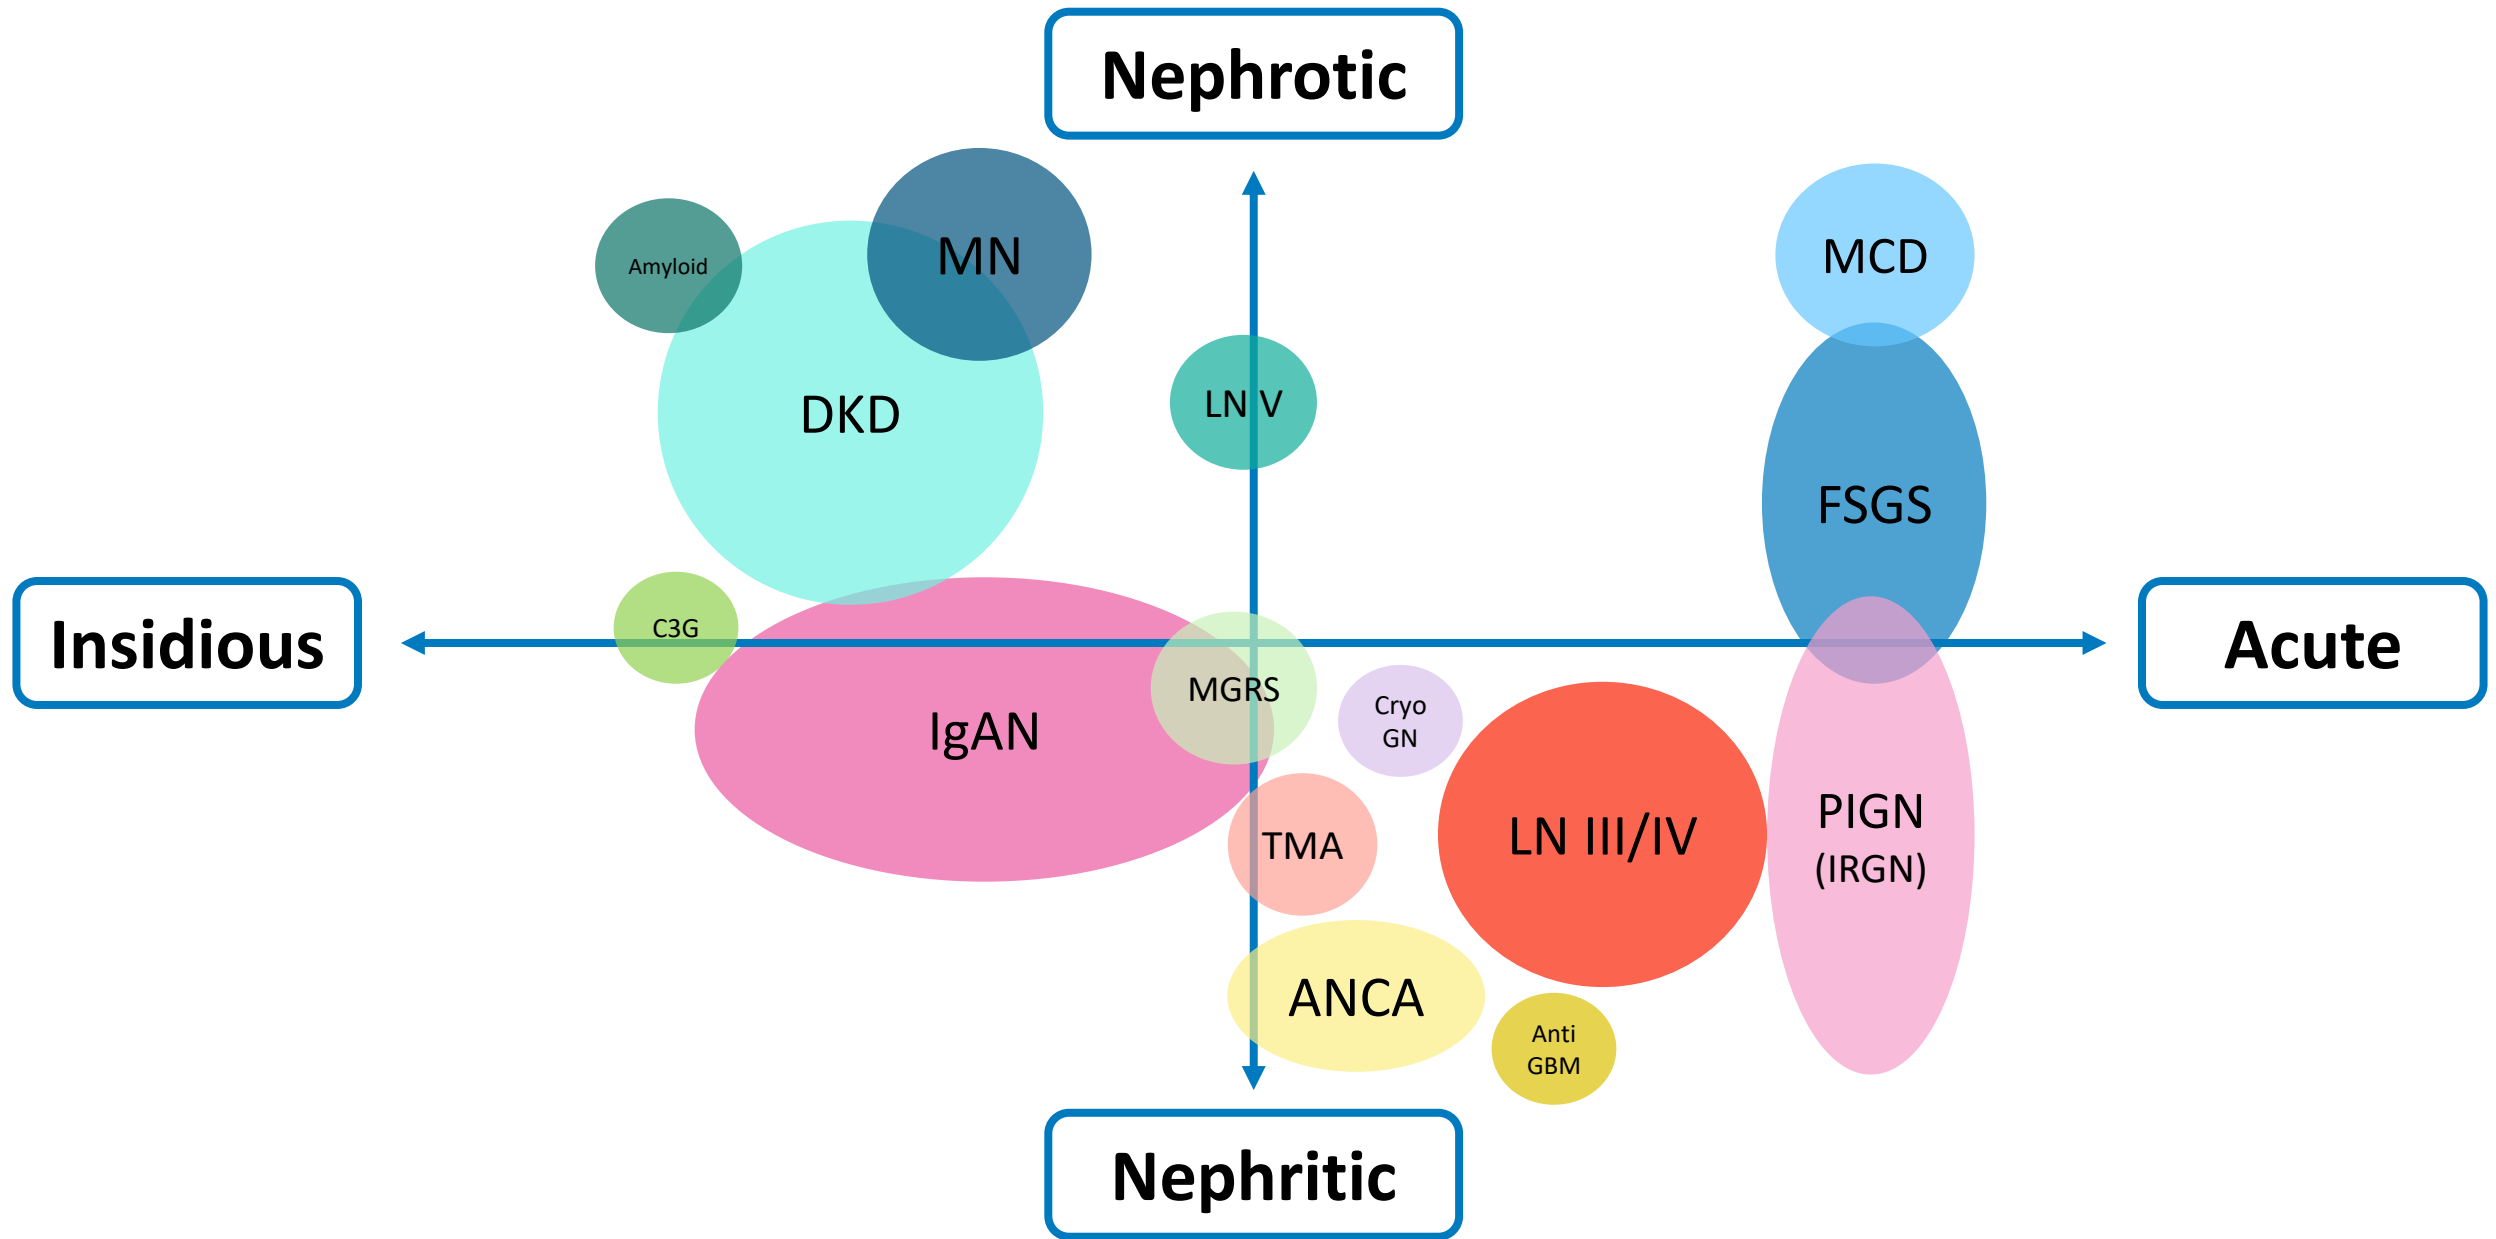 Nephrotic
MN
MCD
Amyloid
LN V
DKD
FSGS
C3G
Insidious
Acute
MGRS
Cryo
GN
IgAN
PIGN
(IRGN)
LN III/IV
TMA
ANCA
Anti
GBM
Nephritic